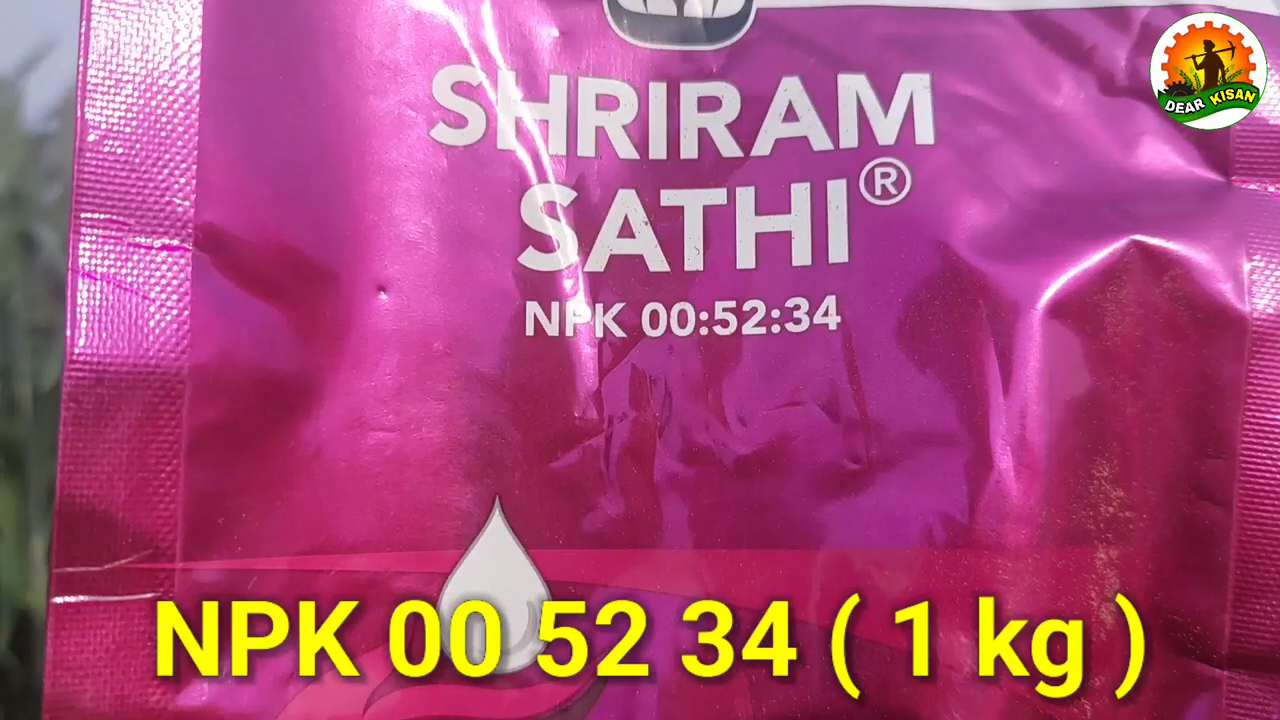 DEAR KISAN
SHRIRAM
SATHI®
NPK 00:52:34
NPK 00 52 34 ( 1 kg )